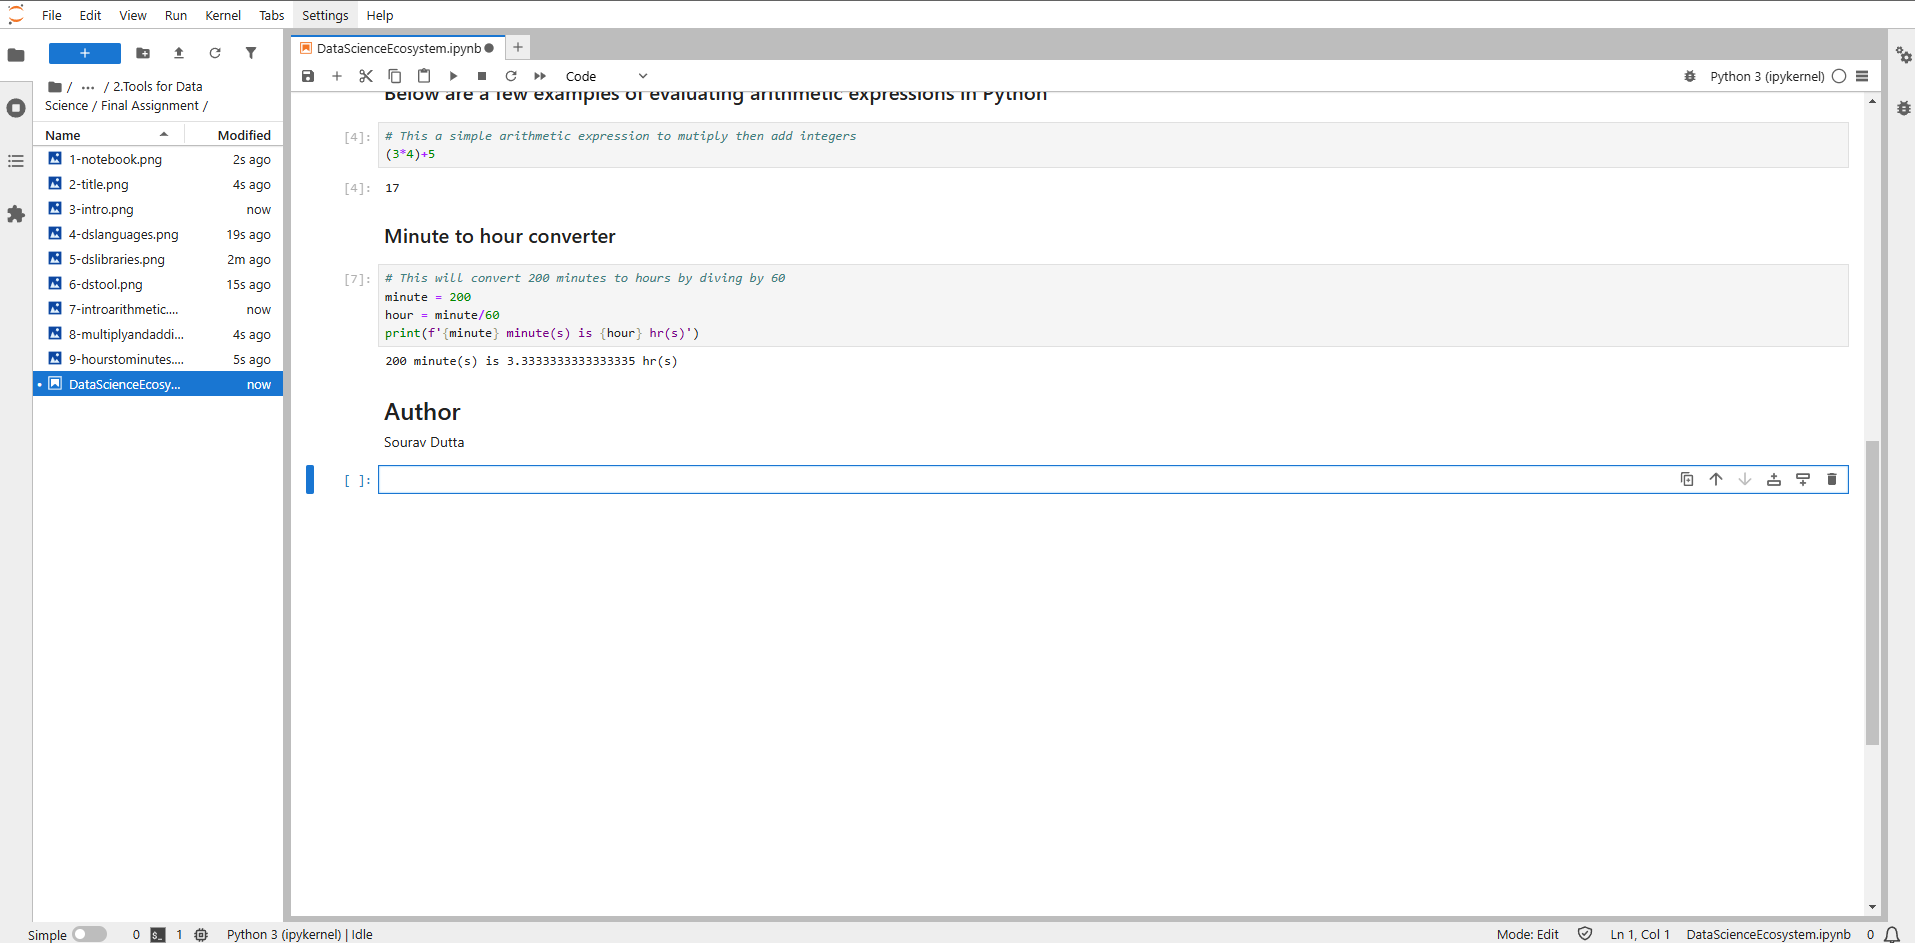 File Edit View Run Kernel Tabs Settings Help
+
/ ... / 2.Tools for Data
Science / Final Assignment /
Name Modified
1-notebook.png 2s ago
2-title.png 4s ago
3-intro.png now
4-dslanguages.png 19s ago
5-dslibraries.png 2m ago
6-dstool.png 15s ago
7-introarithmetic.... now
8-multiplyandaddi... 4s ago
9-hourstominutes.... 5s ago
DataScienceEcosy... now
DataScienceEcosystem.ipynb
Code
Python 3 (ipykernel)
Below are a few examples of evaluating arithmetic expressions in Python
[4]: # This a simple arithmetic expression to mutiply then add integers
(3*4)+5
[4]: 17
Minute to hour converter
[7]: # This will convert 200 minutes to hours by diving by 60
minute = 200
hour = minute/60
print(f'{minute} minute(s) is {hour} hr(s)')
200 minute(s) is 3.3333333333333335 hr(s)
Author
Sourav Dutta
[ ]:
Simple 0 $_ 1 Python 3 (ipykernel) | Idle Mode: Edit Ln 1, Col 1 DataScienceEcosystem.ipynb 0